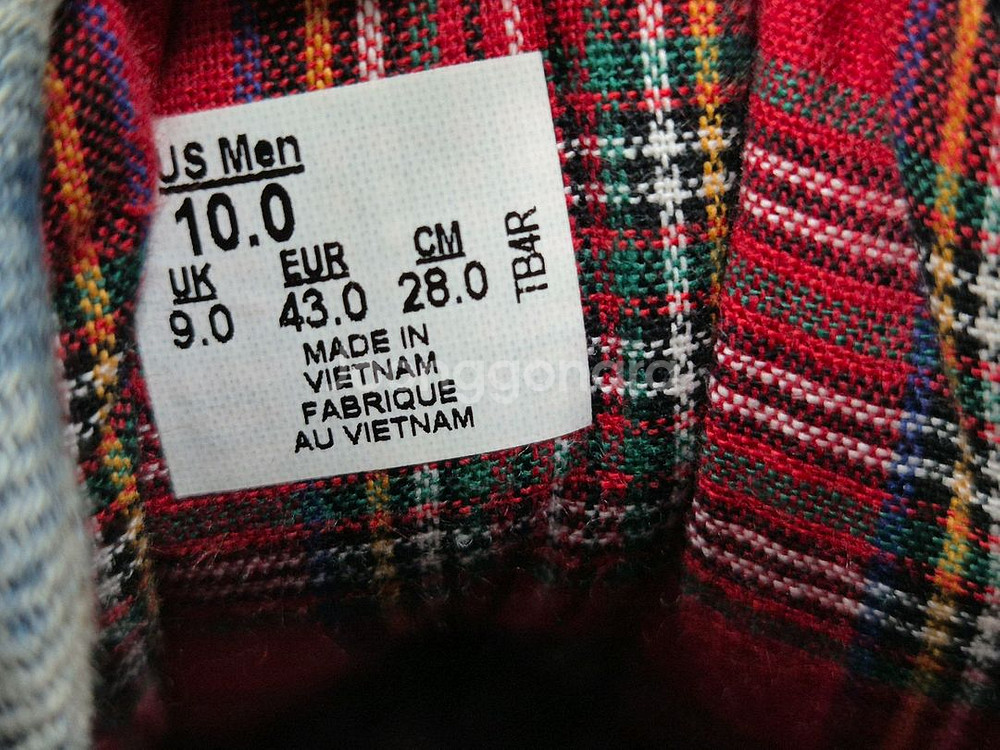 US Men
10.0
UK EUR CM
9.0 43.0 28.0
TB4R
MADE IN
VIETNAM
FABRIQUE
AU VIETNAM